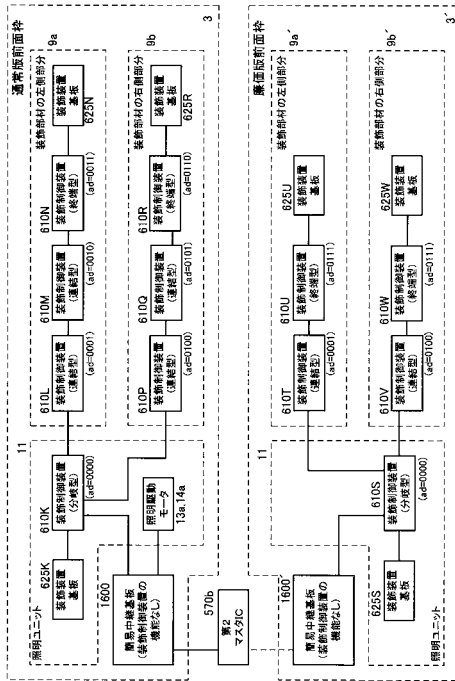 通常版前面枠
3
9a
装飾部材の左側部分
装飾装置
基板
625N
610N
装飾制御装置
(終端型)
(ad=0011)
610M
装飾制御装置
(連結型)
(ad=0010)
610L
装飾制御装置
(連結型)
(ad=0001)
9b
装飾部材の右側部分
装飾装置
基板
625R
610R
装飾制御装置
(終端型)
(ad=0110)
610Q
装飾制御装置
(連結型)
(ad=0101)
610P
装飾制御装置
(連結型)
(ad=0100)
11
610K
装飾制御装置
(分岐型)
(ad=0000)
照明駆動
モータ
13a, 14a
625K
装飾装置
基板
照明ユニット
1600
簡易中継基板
(装飾制御装置の
機能なし)
570b
第2
マスタIC
廉価版前面枠
3´
9a´
装飾部材の左側部分
625U
装飾装置
基板
610U
装飾制御装置
(終端型)
(ad=0111)
610T
装飾制御装置
(連結型)
(ad=0001)
9b´
装飾部材の右側部分
625W
装飾装置
基板
610W
装飾制御装置
(終端型)
(ad=0111)
610V
装飾制御装置
(連結型)
(ad=0100)
11
610S
装飾制御装置
(分岐型)
(ad=0000)
625S
装飾装置
基板
照明ユニット
1600´
簡易中継基板
(装飾制御装置の
機能なし)